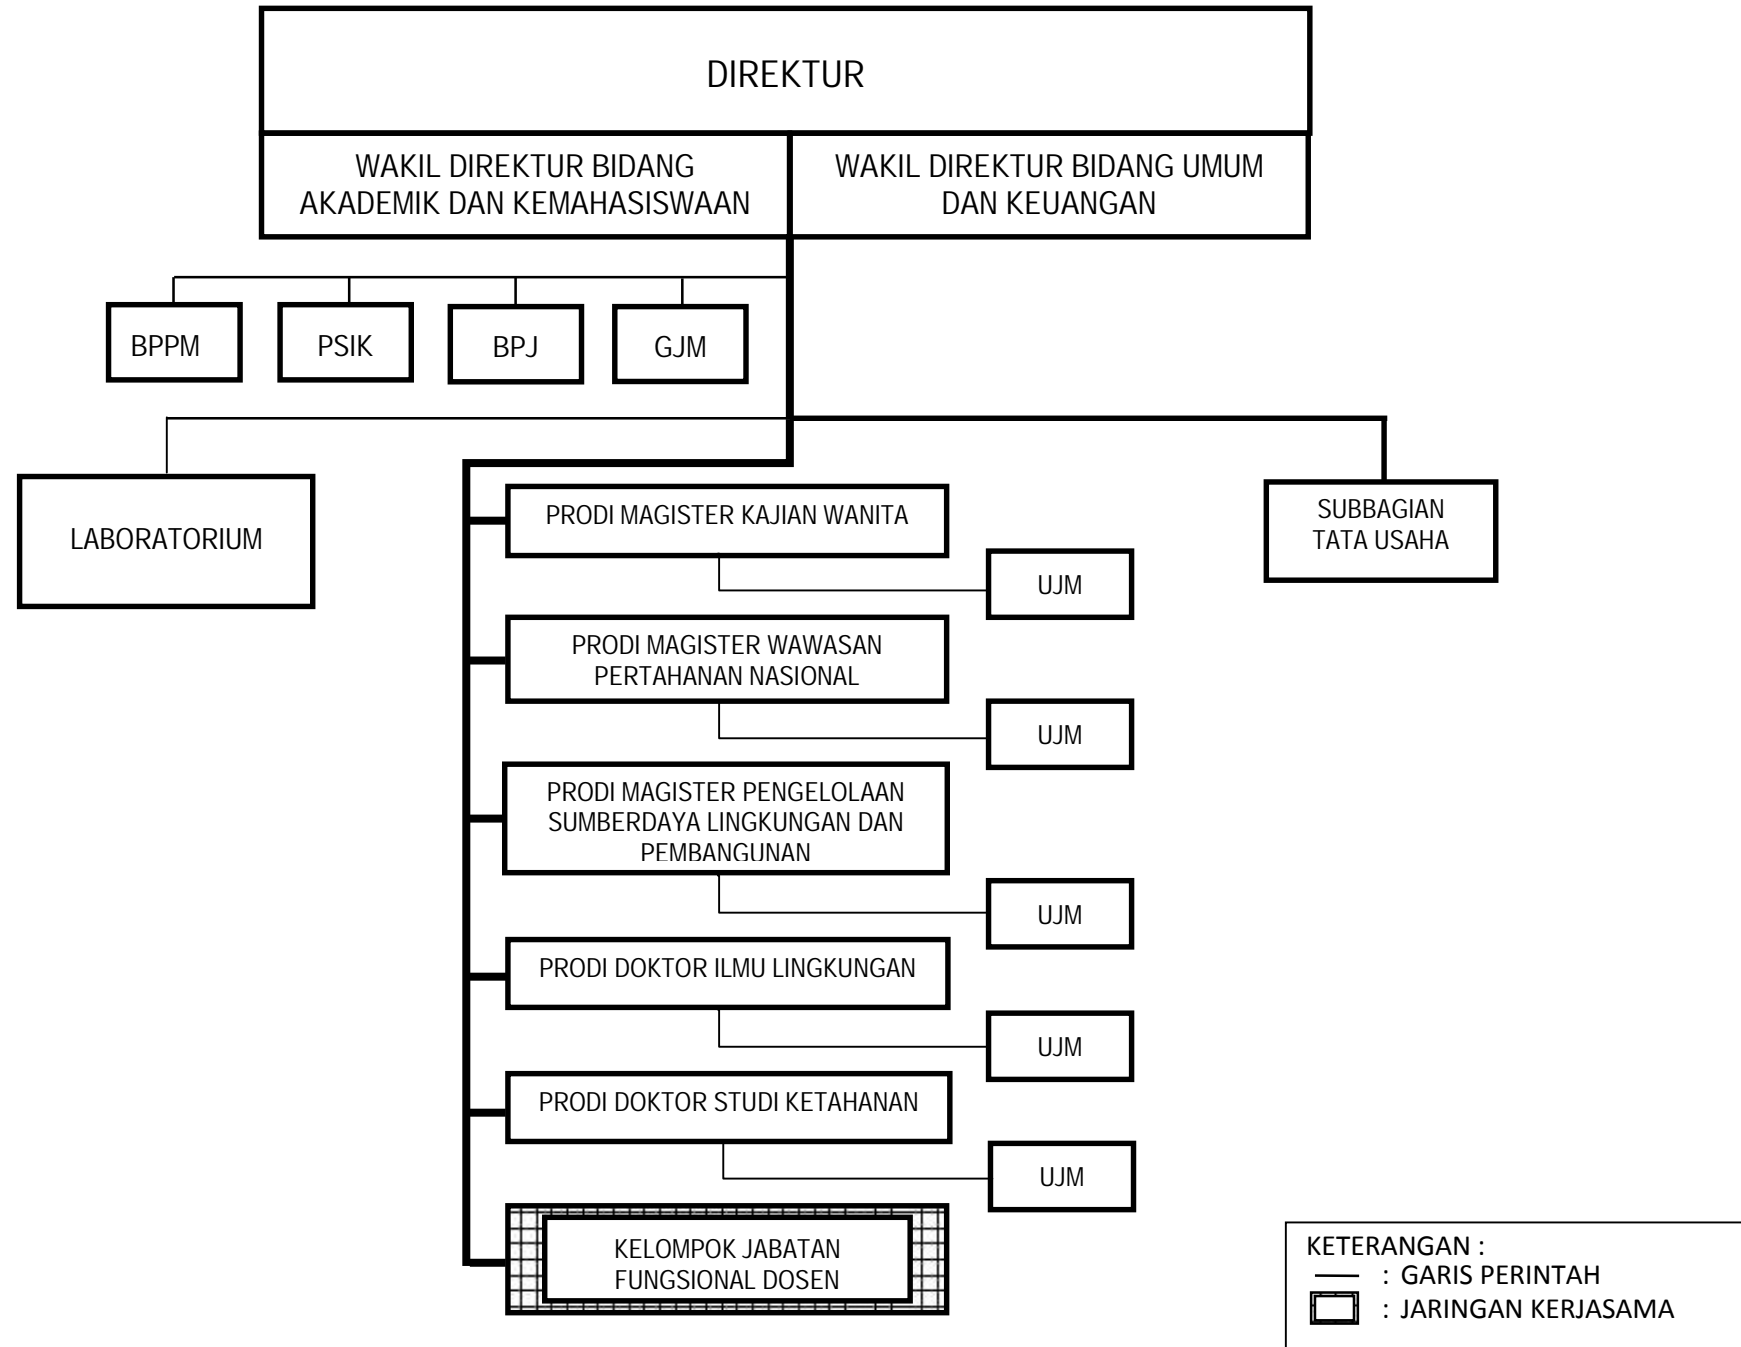 DIREKTUR
WAKIL DIREKTUR BIDANG
AKADEMIK DAN KEMAHASISWAAN
WAKIL DIREKTUR BIDANG UMUM
DAN KEUANGAN
BPPM
PSIK
BPJ
GJM
LABORATORIUM
SUBBAGIAN
TATA USAHA
PRODI MAGISTER KAJIAN WANITA
UJM
PRODI MAGISTER WAWASAN
PERTAHANAN NASIONAL
UJM
PRODI MAGISTER PENGELOLAAN
SUMBERDAYA LINGKUNGAN DAN
PEMBANGUNAN
UJM
PRODI DOKTOR ILMU LINGKUNGAN
UJM
PRODI DOKTOR STUDI KETAHANAN
UJM
KELOMPOK JABATAN
FUNGSIONAL DOSEN
KETERANGAN :
: GARIS PERINTAH
: JARINGAN KERJASAMA